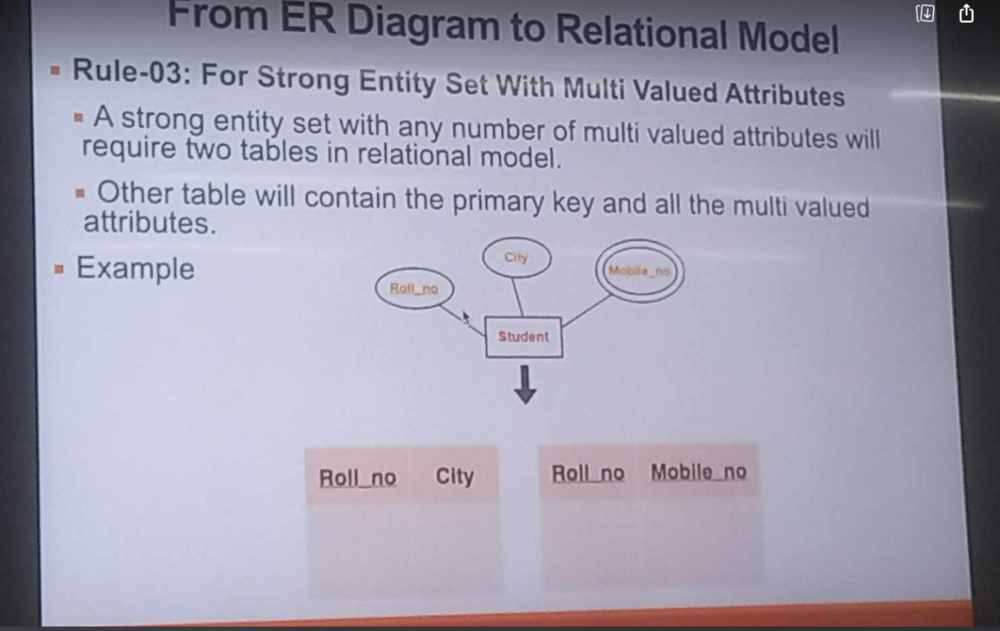 From ER Diagram to Relational Model
Rule-03: For Strong Entity Set With Multi Valued Attributes
A strong entity set with any number of multi valued attributes will
require two tables in relational model.
Other table will contain the primary key and all the multi valued
attributes.
Example
City
Mobile_no
Roll_no
Student
Roll_no City
Roll_no Mobile_no